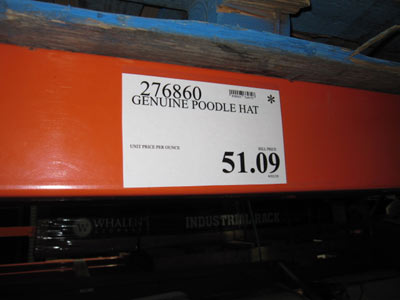 276860
*
GENUINE POODLE HAT
UNIT PRICE PER OUNCE
SELL PRICE
51.09
WHALEN
INDUSTRIAL RACK